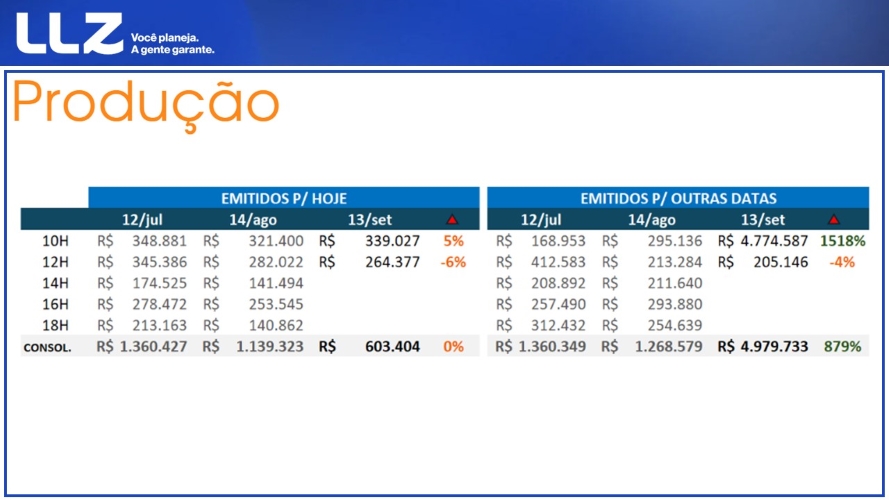 LLZ Você planeja.
A gente garante.
Produção
EMITIDOS P/ HOJE EMITIDOS P/ OUTRAS DATAS
12/jul 14/ago 13/set 12/jul 14/ago 13/set
10H R$ 348.881 R$ 321.400 R$ 339.027 5% R$ 168.953 R$ 295.136 R$ 4.774.587 1518%
12H R$ 345.386 R$ 282.022 R$ 264.377 -6% R$ 412.583 R$ 213.284 R$ 205.146 -4%
14H R$ 174.525 R$ 141.494 R$ 208.892 R$ 211.640
16H R$ 278.472 R$ 253.545 R$ 257.490 R$ 293.880
18H R$ 213.163 R$ 140.862 R$ 312.432 R$ 254.639
CONSOL. R$ 1.360.427 R$ 1.139.323 R$ 603.404 0% R$ 1.360.349 R$ 1.268.579 R$ 4.979.733 879%